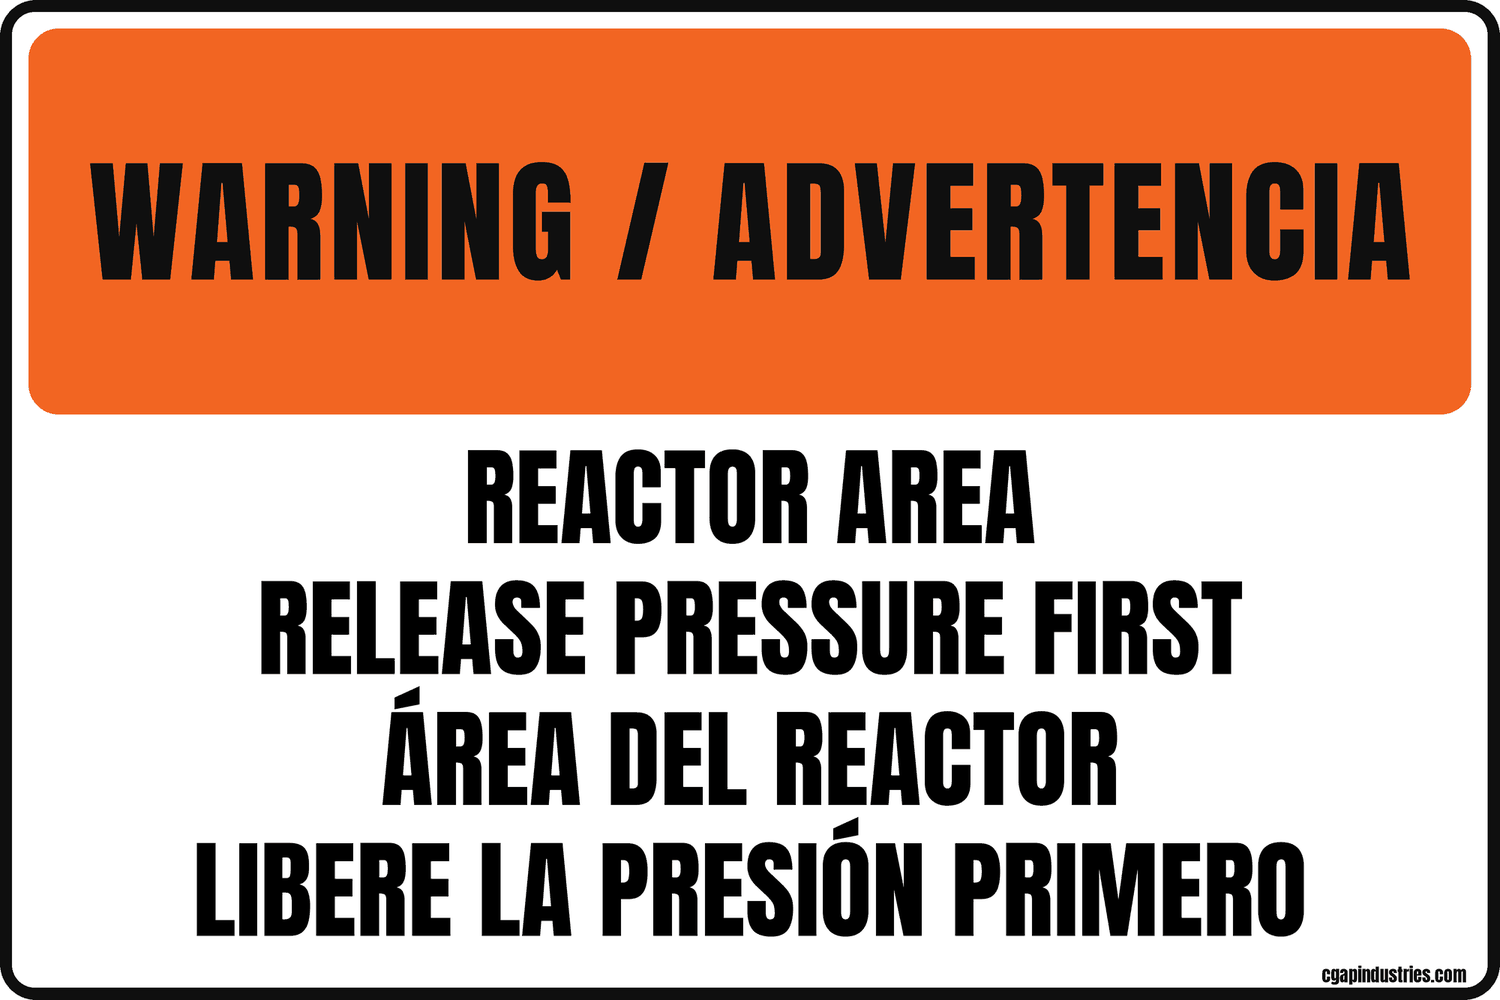 WARNING / ADVERTENCIA
REACTOR AREA
RELEASE PRESSURE FIRST
ÁREA DEL REACTOR
LIBERE LA PRESIÓN PRIMERO
cgapindustries.com